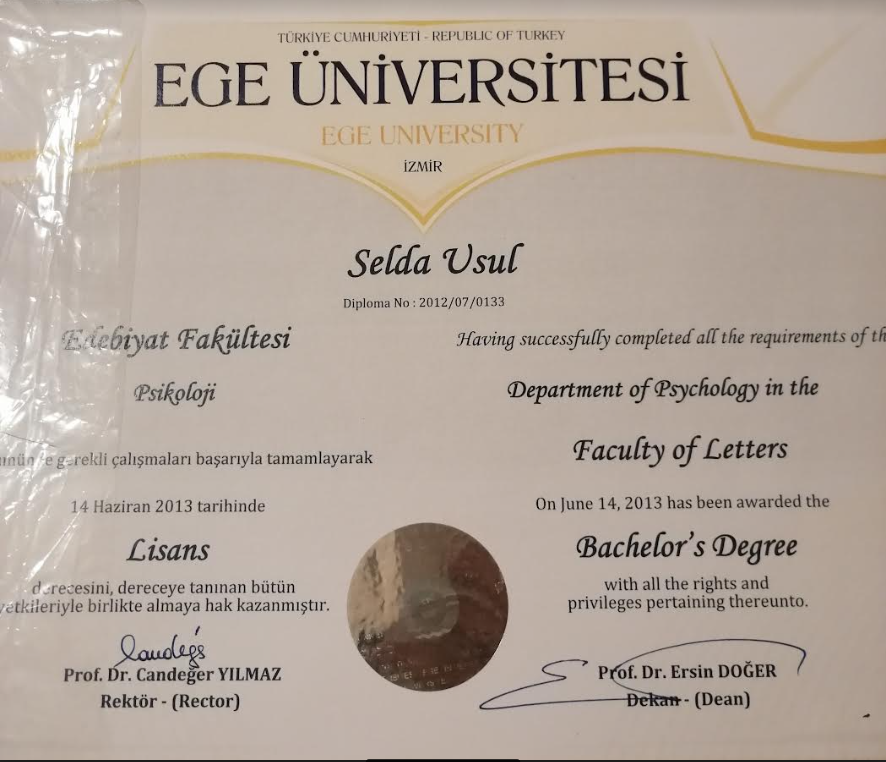 TÜRKİYE CUMHURİYETİ - REPUBLIC OF TURKEY
EGE ÜNİVERSİTESİ
EGE UNIVERSITY
İZMİR
Selda Usul
Diploma No : 2012/07/0133
Edebiyat Fakültesi
Psikoloji
gerekli çalışmaları başarıyla tamamlayarak
14 Haziran 2013 tarihinde
Lisans
derecesini, dereceye tanınan bütün
yetkileriyle birlikte almaya hak kazanmıştır.
Prof. Dr. Candeğer YILMAZ
Rektör - (Rector)
Having successfully completed all the requirements of th
Department of Psychology in the
Faculty of Letters
On June 14, 2013 has been awarded the
Bachelor's Degree
with all the rights and
privileges pertaining thereunto.
Prof. Dr. Ersin DOĞER
Dekan - (Dean)